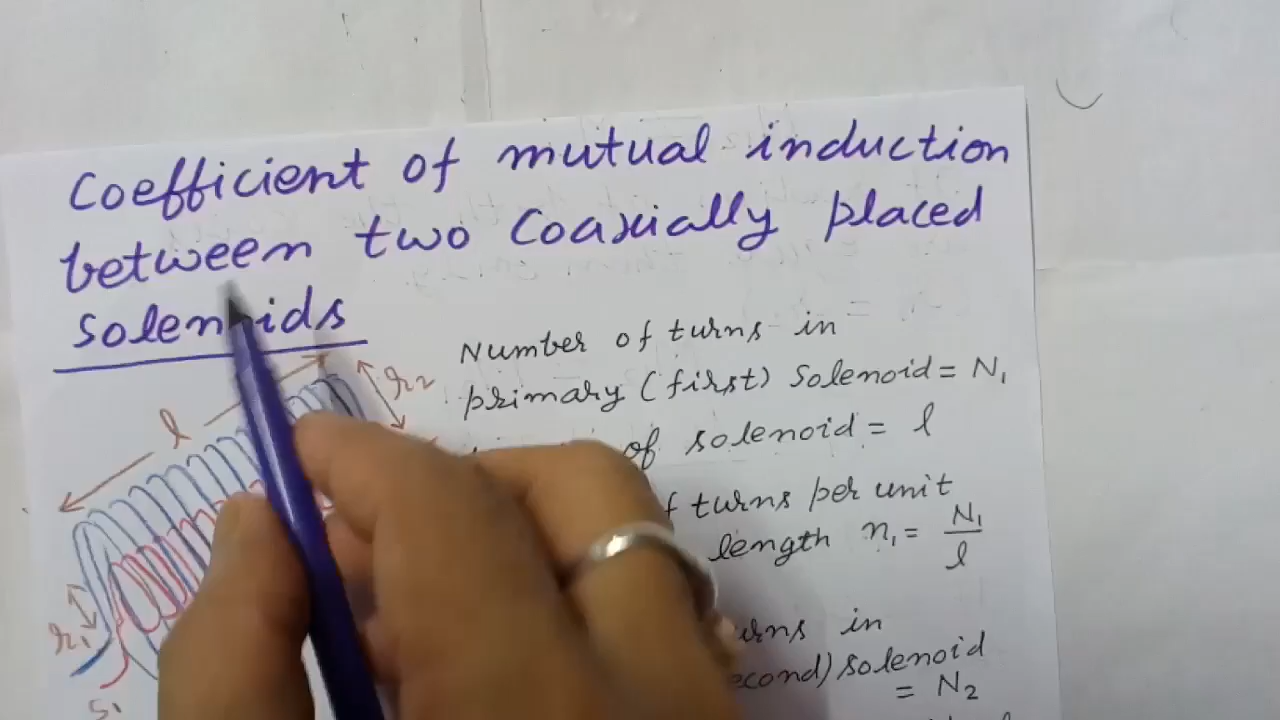 Coefficient of mutual induction
between two Coaxially placed
Solenoids
Number of turns in
primary (first) Solenoid = N₁
of solenoid = l
turns per unit
length n₁ = N₁/l
in
Solenoid
= N₂
l
r₂
r₁
S₁